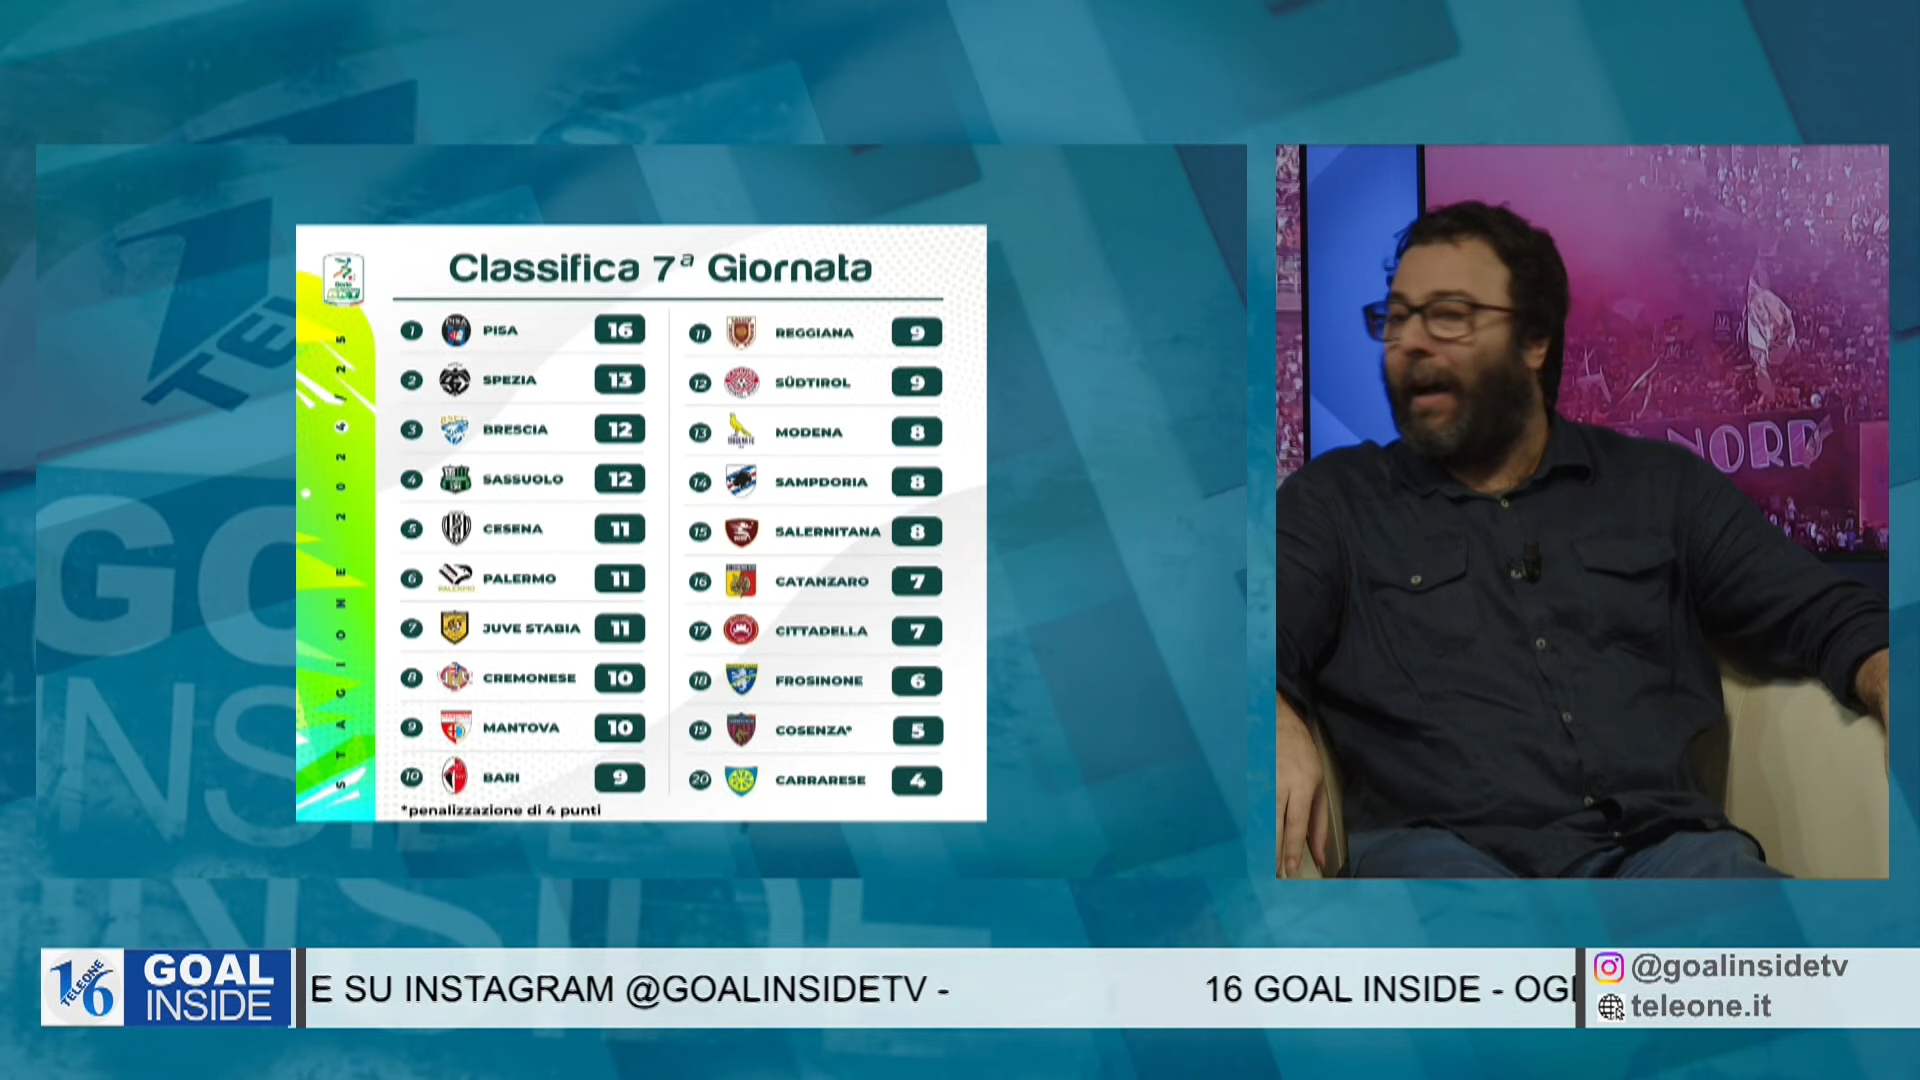 Classifica 7ª Giornata
STAGIONE 2024/25
1 PISA 16
2 SPEZIA 13
3 BRESCIA 12
4 SASSUOLO 12
5 CESENA 11
6 PALERMO 11
7 JUVE STABIA 11
8 CREMONESE 10
9 MANTOVA 10
10 BARI 9
*penalizzazione di 4 punti
11 REGGIANA 9
12 SÜDTIROL 9
13 MODENA 8
14 SAMPDORIA 8
15 SALERNITANA 8
16 CATANZARO 7
17 CITTADELLA 7
18 FROSINONE 6
19 COSENZA* 5
20 CARRARESE 4
NORD
16 TELEONE
GOAL
INSIDE
E SU INSTAGRAM @GOALINSIDETV - 16 GOAL INSIDE - OGI
@goalinsidetv
teleone.it